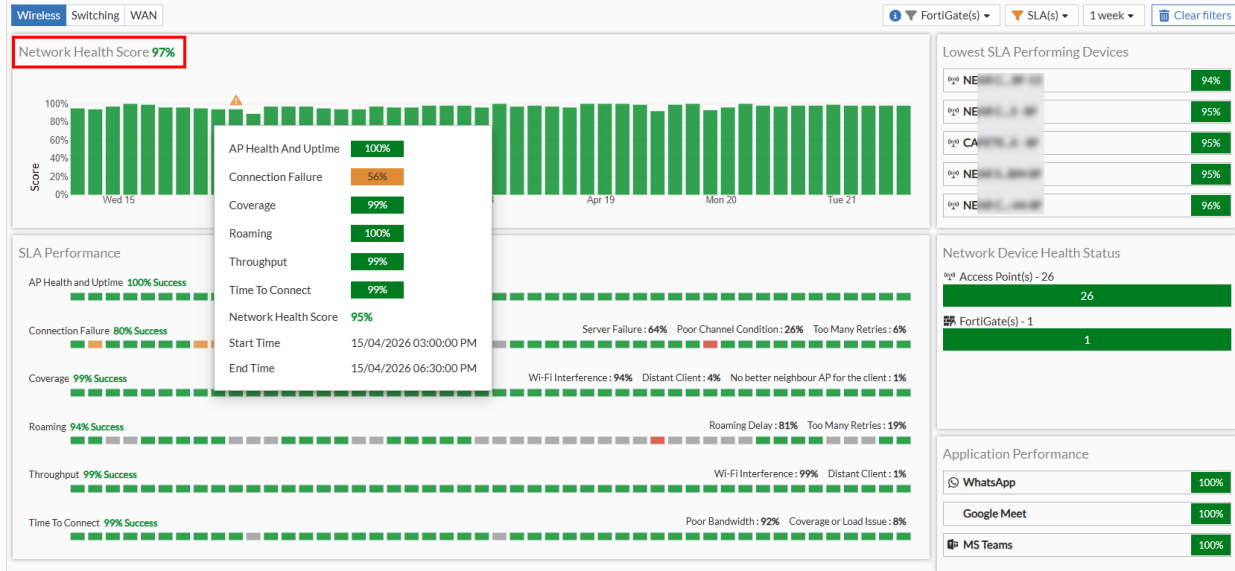 Wireless Switching WAN
FortiGate(s) SLA(s) 1 week Clear filters
Network Health Score 97%
100%
80%
60%
40%
20%
0%
Score
Wed 15
Apr 19
Mon 20
Tue 21
AP Health And Uptime 100%
Connection Failure 56%
Coverage 99%
Roaming 100%
Throughput 99%
Time To Connect 99%
Network Health Score 95%
Start Time 15/04/2026 03:00:00 PM
End Time 15/04/2026 06:30:00 PM
SLA Performance
AP Health and Uptime 100% Success
Connection Failure 80% Success Server Failure : 64% Poor Channel Condition : 26% Too Many Retries : 6%
Coverage 99% Success Wi-Fi Interference : 94% Distant Client : 4% No better neighbour AP for the client : 1%
Roaming 94% Success Roaming Delay : 81% Too Many Retries : 19%
Throughput 99% Success Wi-Fi Interference : 99% Distant Client : 1%
Time To Connect 99% Success Poor Bandwidth : 92% Coverage or Load Issue : 8%
Lowest SLA Performing Devices
94%
95%
95%
95%
96%
Network Device Health Status
Access Point(s) - 26
26
FortiGate(s) - 1
1
Application Performance
WhatsApp 100%
Google Meet 100%
MS Teams 100%